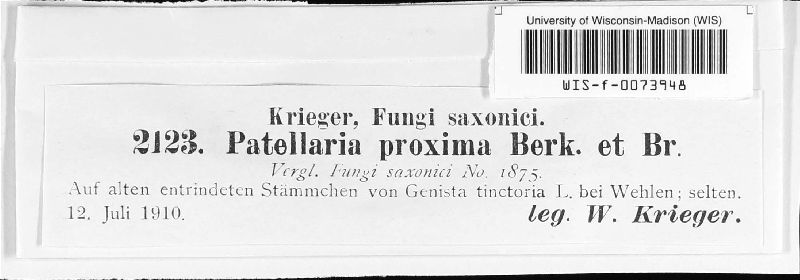 University of Wisconsin-Madison (WIS)
WIS-f-0073948
Krieger, Fungi saxonici.
2123. Patellaria proxima Berk. et Br.
Vergl. Fungi saxonici No. 1875.
Auf alten entrindeten Stämmchen von Genista tinctoria L. bei Wehlen; selten.
12. Juli 1910.
leg. W. Krieger.